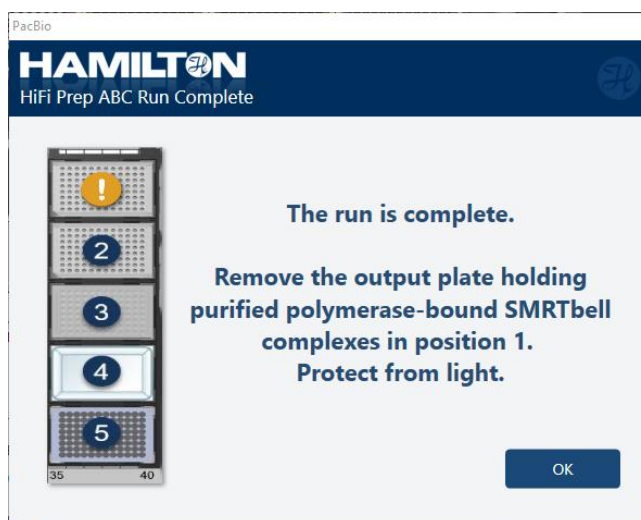 PacBio
HAMILTON
HiFi Prep ABC Run Complete
!
2
3
4
5
35 40
The run is complete.
Remove the output plate holding
purified polymerase-bound SMRTbell
complexes in position 1.
Protect from light.
OK